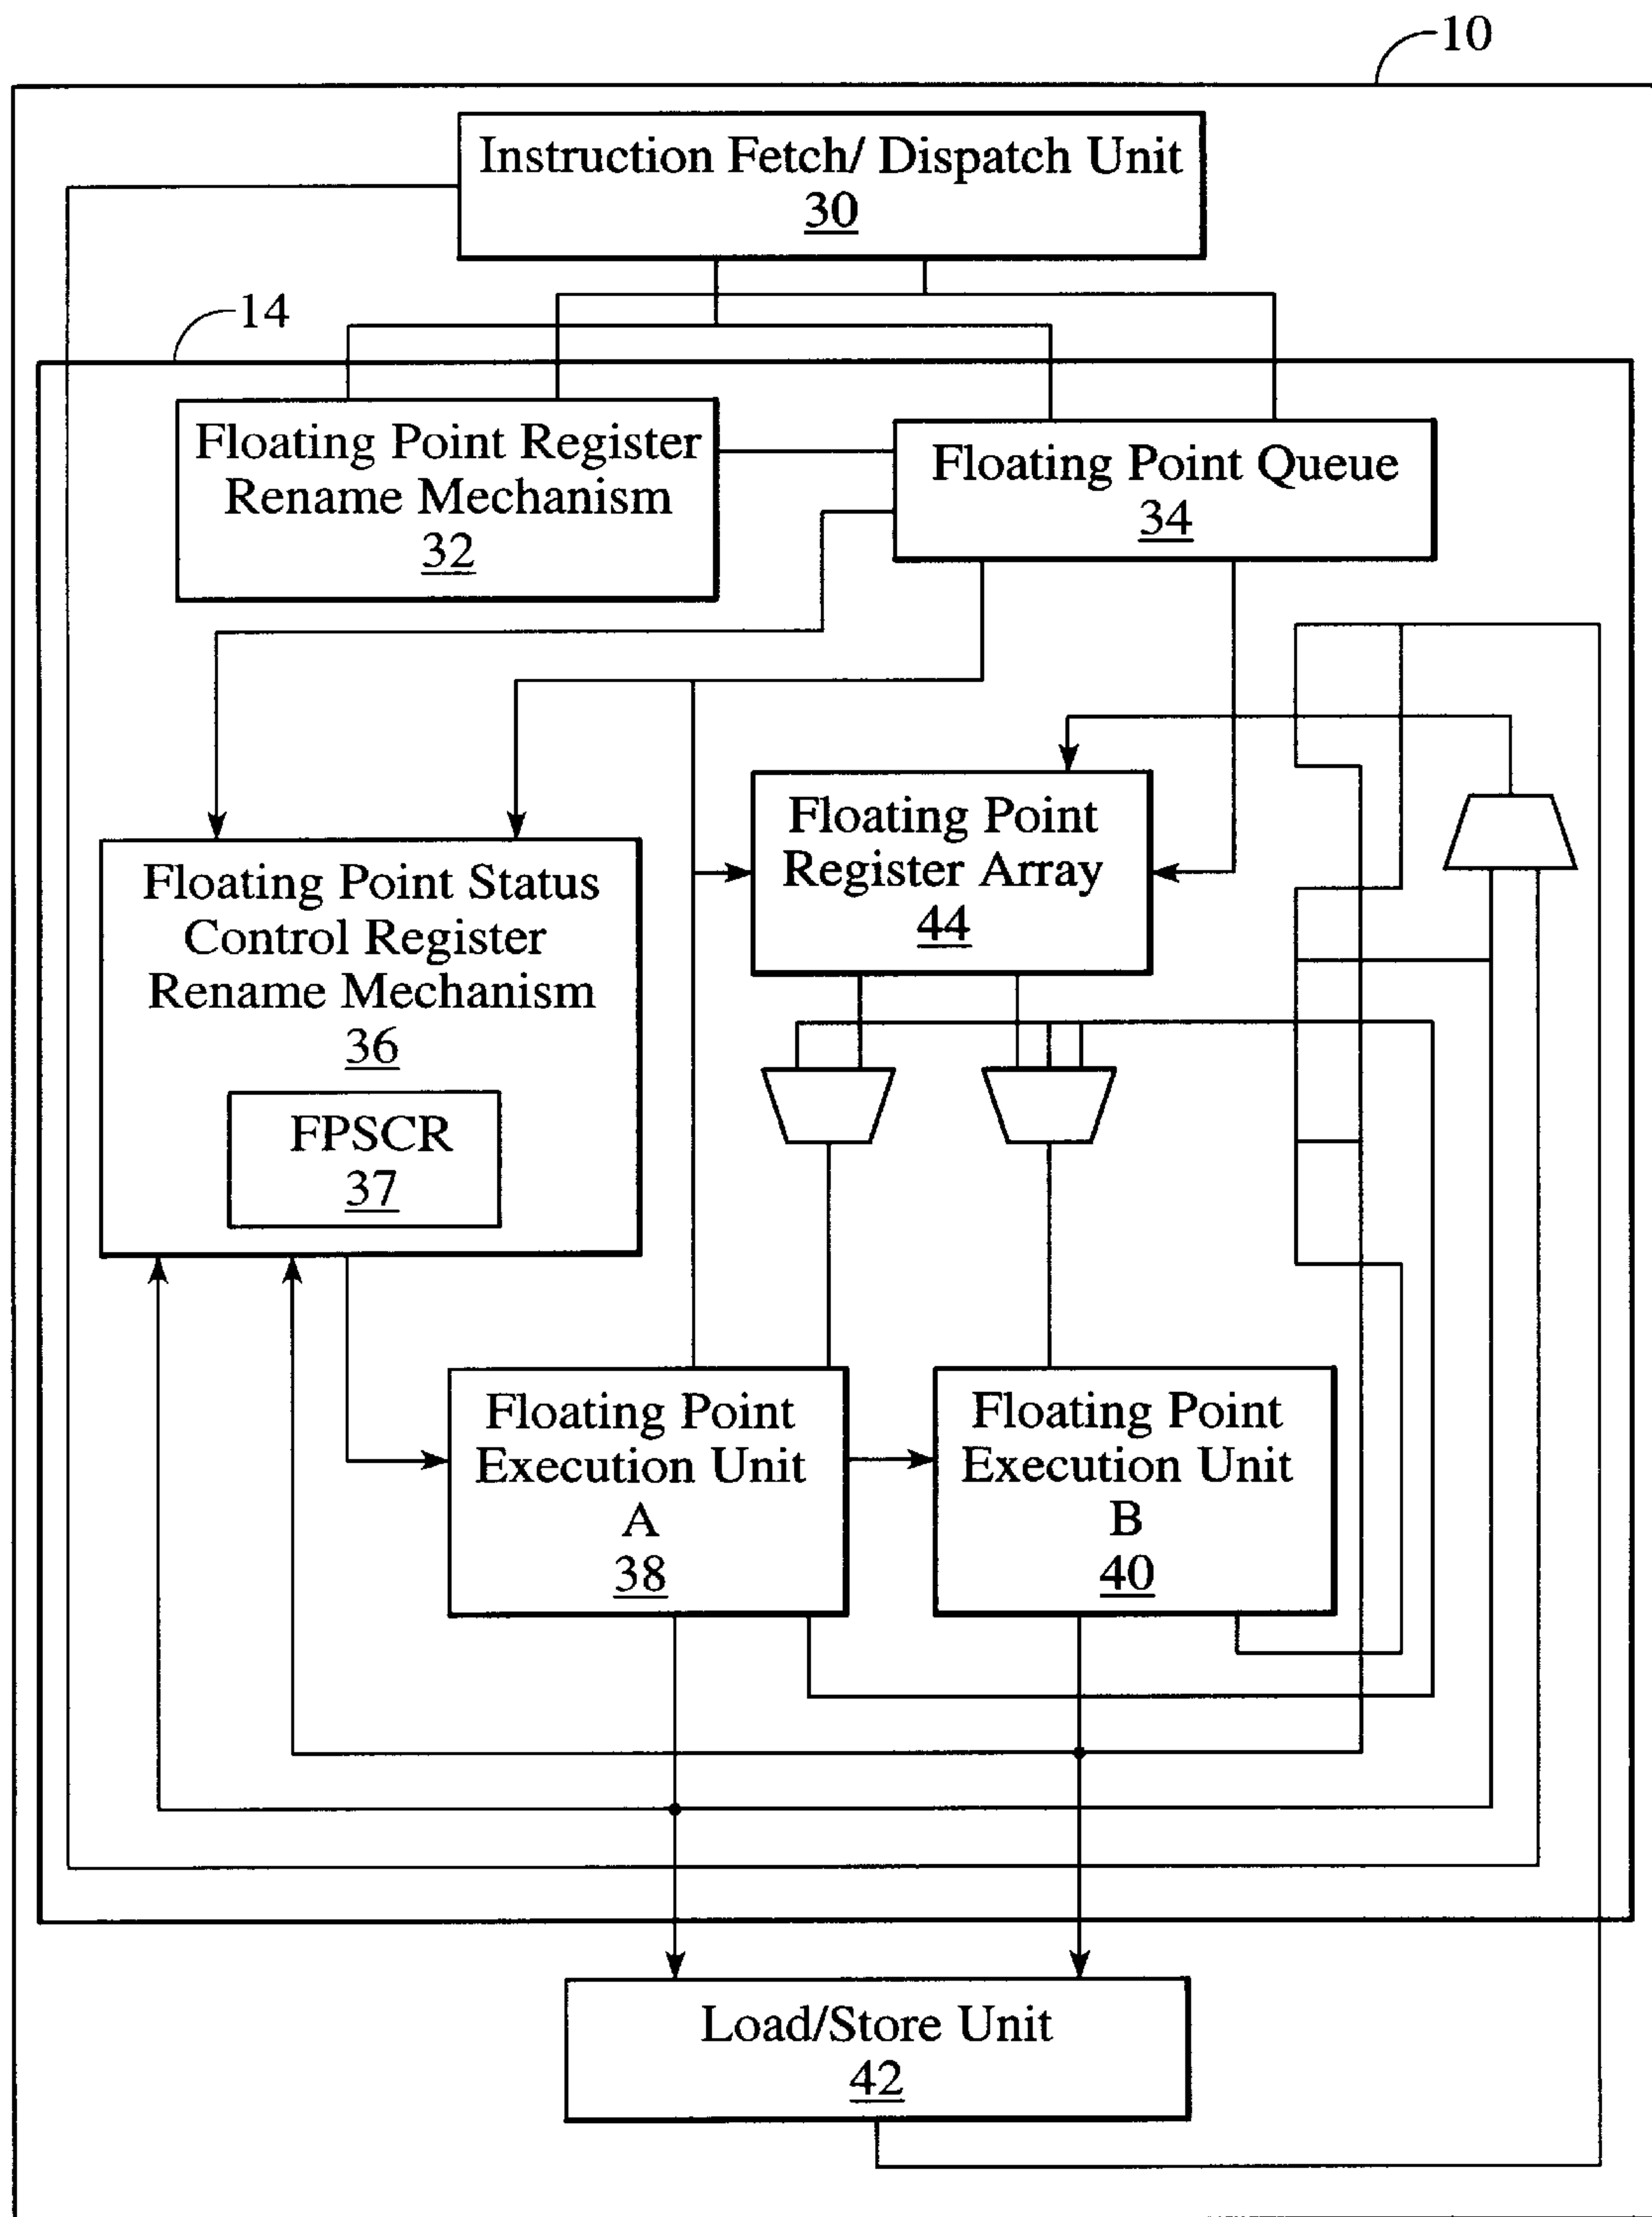 10
Instruction Fetch/ Dispatch Unit
30
14
Floating Point Register
Rename Mechanism
32
Floating Point Queue
34
Floating Point Status
Control Register
Rename Mechanism
36
FPSCR
37
Floating Point
Register Array
44
Floating Point
Execution Unit
A
38
Floating Point
Execution Unit
B
40
Load/Store Unit
42